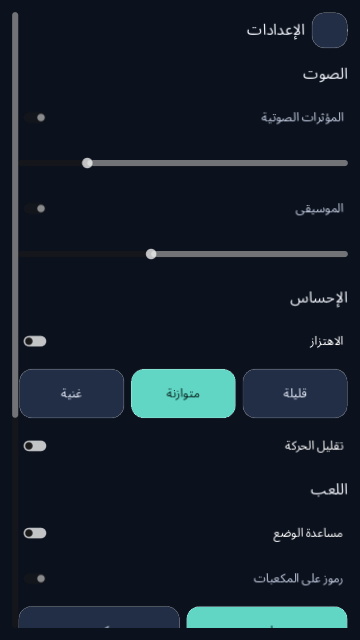 الإعدادات
الصوت
المؤثرات الصوتية
الموسيقى
الإحساس
الاهتزاز
قليلة متوازنة غنية
تقليل الحركة
اللعب
مساعدة الوضع
رموز على المكعبات